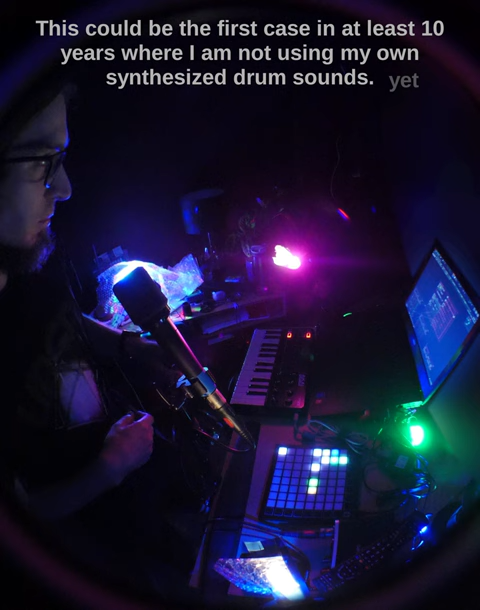 This could be the first case in at least 10
years where I am not using my own
synthesized drum sounds. yet